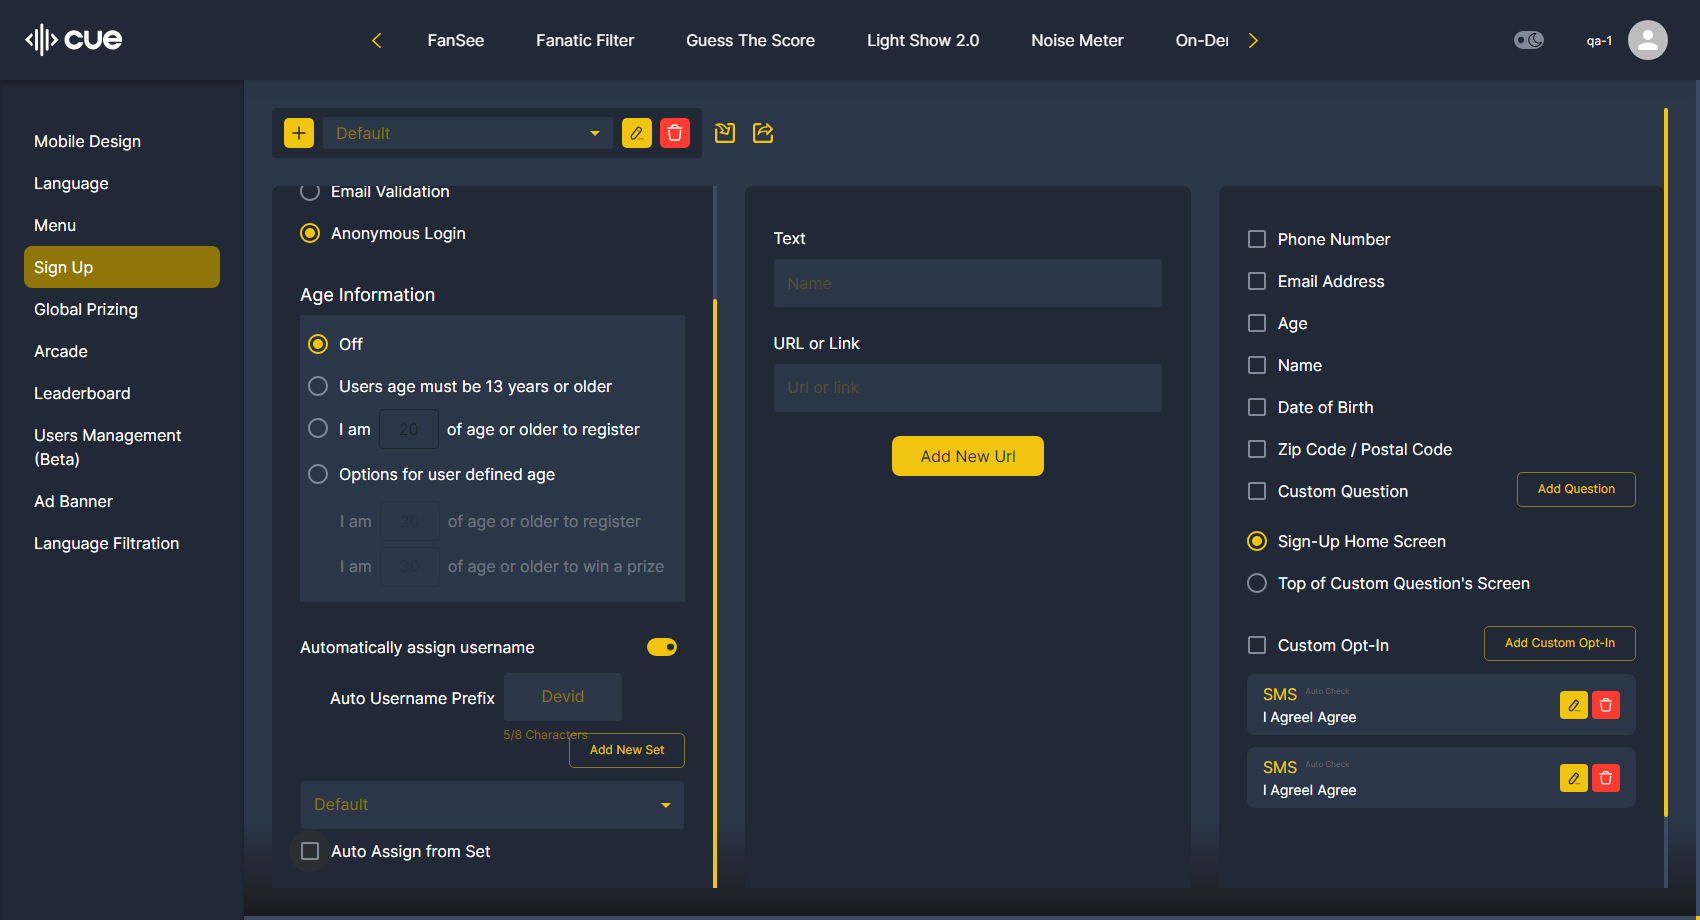 cue
FanSee
Fanatic Filter
Guess The Score
Light Show 2.0
Noise Meter
On-De
qa-1
Mobile Design
Language
Menu
Sign Up
Global Prizing
Arcade
Leaderboard
Users Management
(Beta)
Ad Banner
Language Filtration
Default
Email Validation
Anonymous Login
Age Information
Off
Users age must be 13 years or older
I am 20 of age or older to register
Options for user defined age
I am 20 of age or older to register
I am 30 of age or older to win a prize
Automatically assign username
Auto Username Prefix Devid
5/8 Characters
Add New Set
Default
Auto Assign from Set
Text
Name
URL or Link
Url or link
Add New Url
Phone Number
Email Address
Age
Name
Date of Birth
Zip Code / Postal Code
Custom Question Add Question
Sign-Up Home Screen
Top of Custom Question's Screen
Custom Opt-In Add Custom Opt-In
SMS Auto Check
I AgreeI Agree
SMS Auto Check
I AgreeI Agree